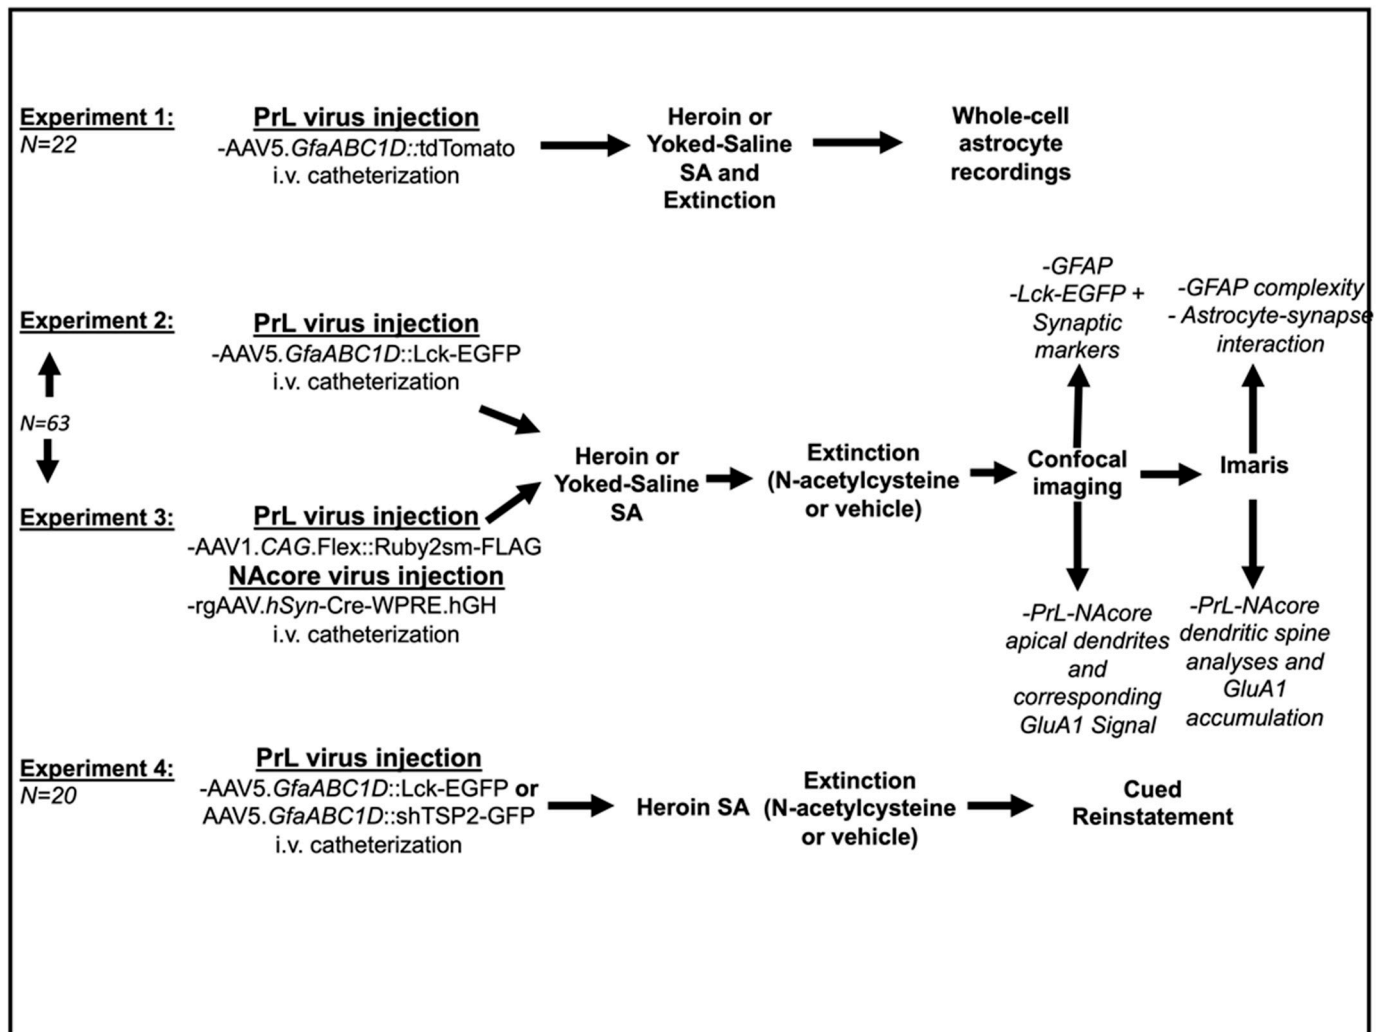 Experiment 1:
N=22
PrL virus injection
-AAV5.GfaABC1D::tdTomato
i.v. catheterization
Heroin or
Yoked-Saline
SA and
Extinction
Whole-cell
astrocyte
recordings
Experiment 2:
N=63
PrL virus injection
-AAV5.GfaABC1D::Lck-EGFP
i.v. catheterization
Experiment 3:
PrL virus injection
-AAV1.CAG.Flex::Ruby2sm-FLAG
NAcore virus injection
-rgAAV.hSyn-Cre-WPRE.hGH
i.v. catheterization
Heroin or
Yoked-Saline
SA
Extinction
(N-acetylcysteine
or vehicle)
-GFAP
-Lck-EGFP +
Synaptic
markers
Confocal
imaging
-PrL-NAcore
apical dendrites
and
corresponding
GluA1 Signal
-GFAP complexity
- Astrocyte-synapse
interaction
Imaris
-PrL-NAcore
dendritic spine
analyses and
GluA1
accumulation
Experiment 4:
N=20
PrL virus injection
-AAV5.GfaABC1D::Lck-EGFP or
AAV5.GfaABC1D::shTSP2-GFP
i.v. catheterization
Heroin SA
Extinction
(N-acetylcysteine
or vehicle)
Cued
Reinstatement